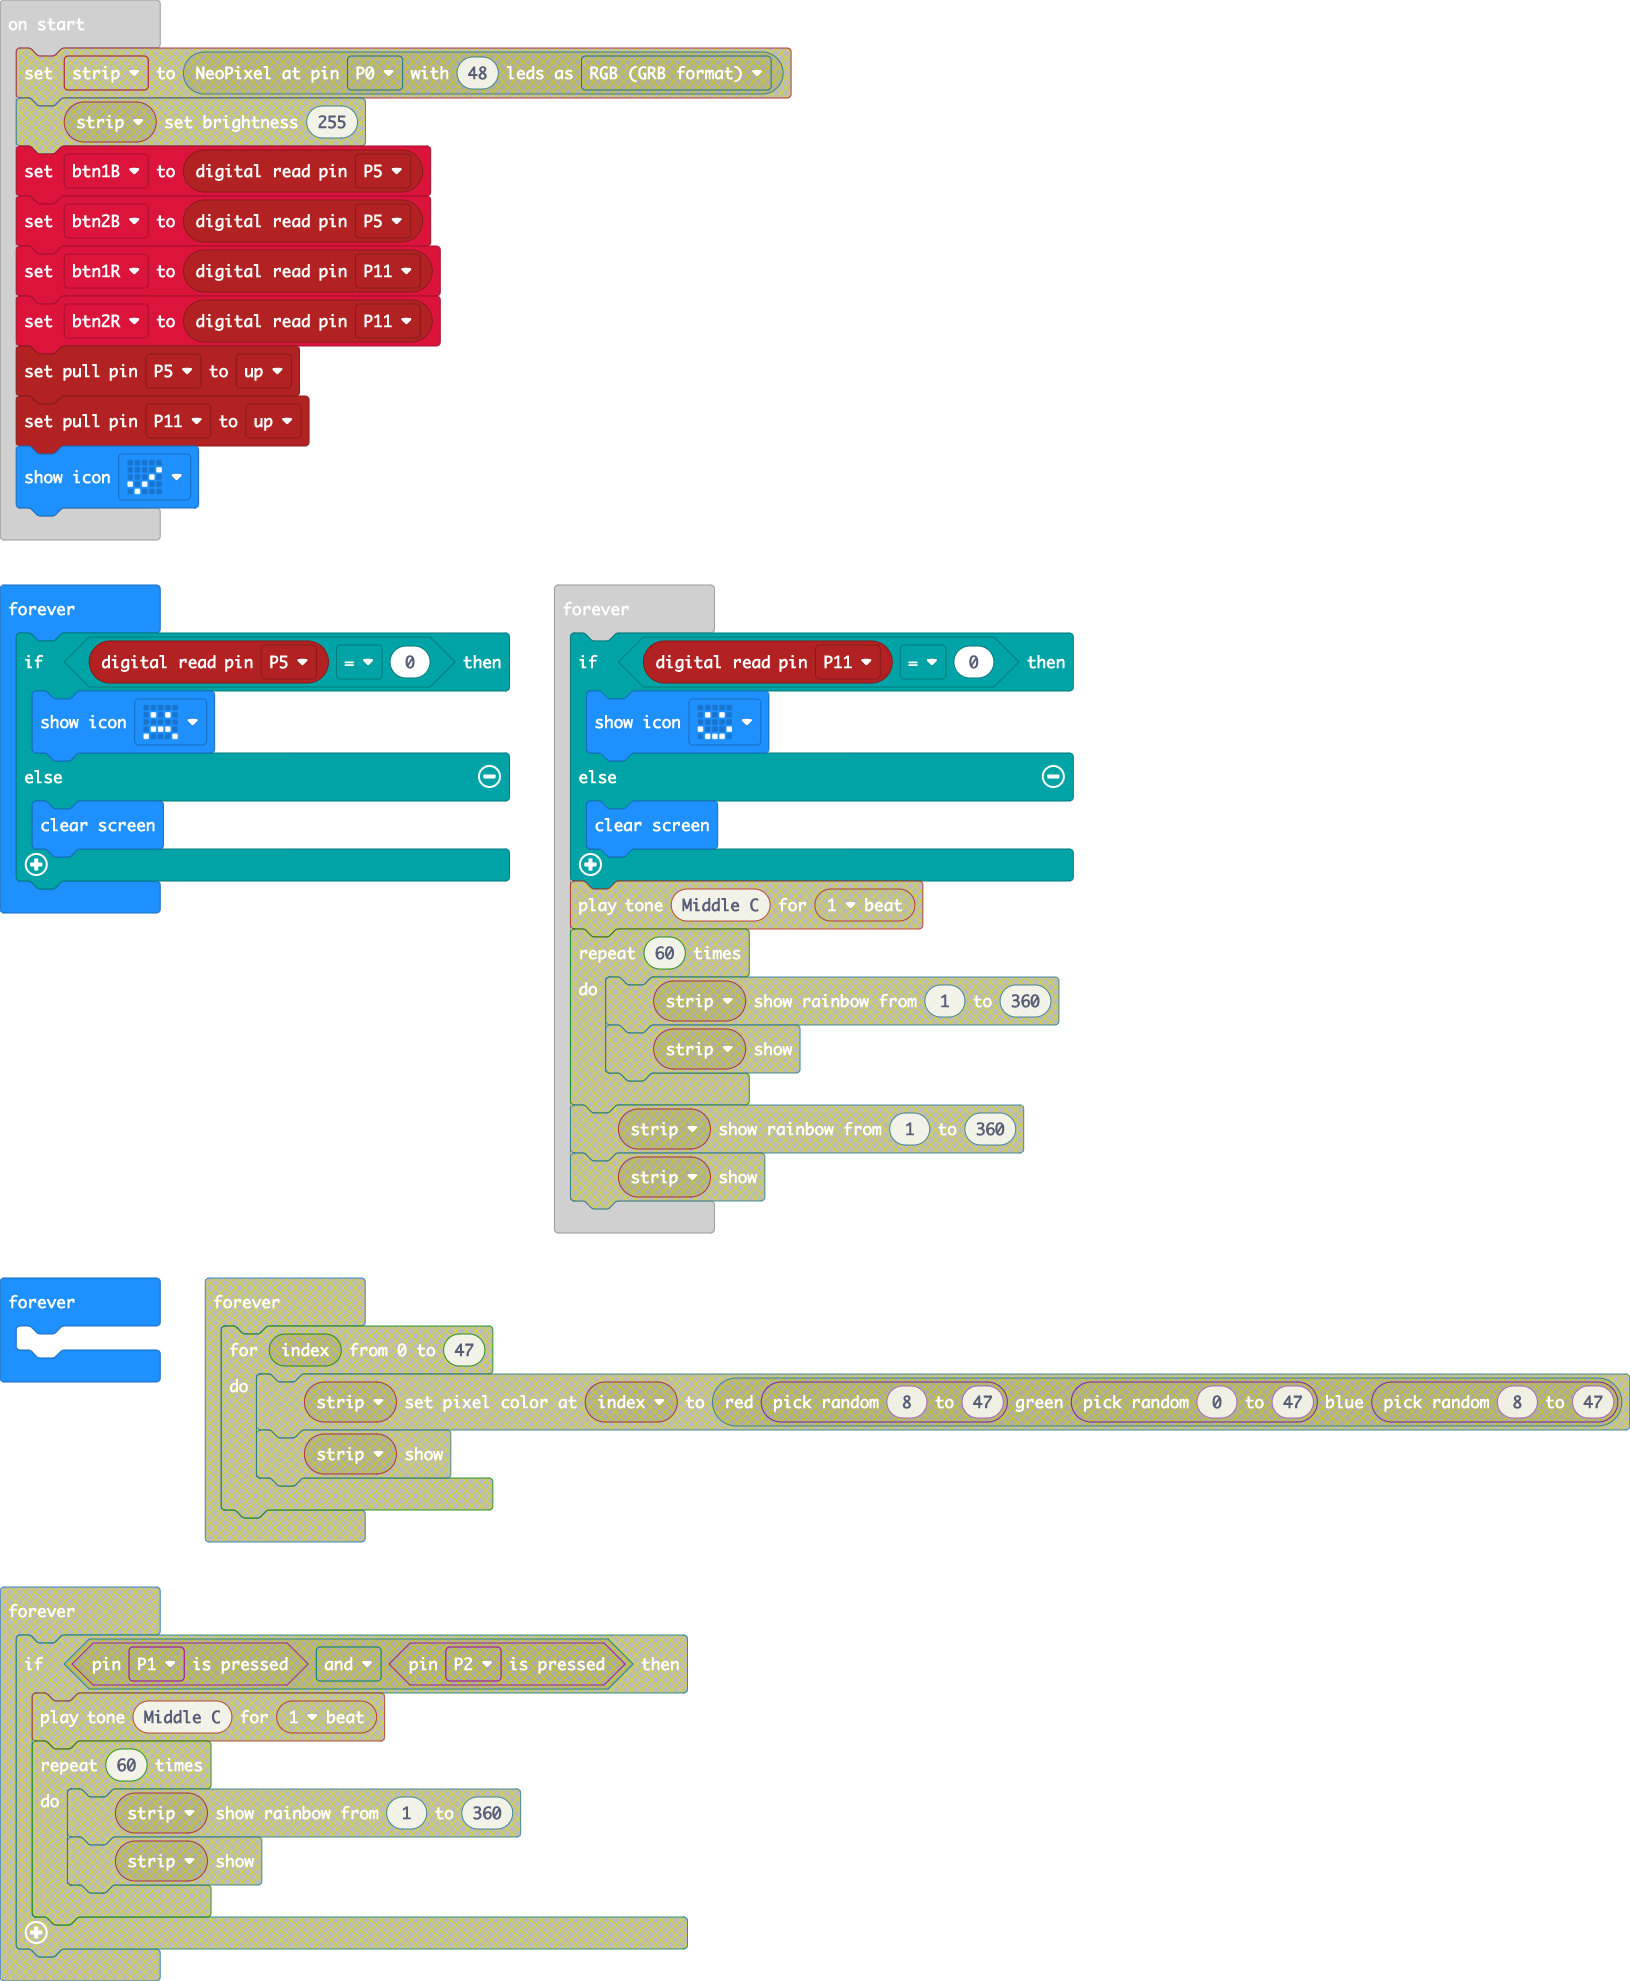 on start
set strip to NeoPixel at pin P0 with 48 leds as RGB (GRB format)
strip set brightness 255
set btn1B to digital read pin P5
set btn2B to digital read pin P5
set btn1R to digital read pin P11
set btn2R to digital read pin P11
set pull pin P5 to up
set pull pin P11 to up
show icon
forever
if digital read pin P5 = 0 then
show icon
else
clear screen
forever
if digital read pin P11 = 0 then
show icon
else
clear screen
play tone Middle C for 1 beat
repeat 60 times
do
strip show rainbow from 1 to 360
strip show
strip show rainbow from 1 to 360
strip show
forever
forever
for index from 0 to 47
do
strip set pixel color at index to red pick random 8 to 47 green pick random 0 to 47 blue pick random 8 to 47
strip show
forever
if pin P1 is pressed and pin P2 is pressed then
play tone Middle C for 1 beat
repeat 60 times
do
strip show rainbow from 1 to 360
strip show